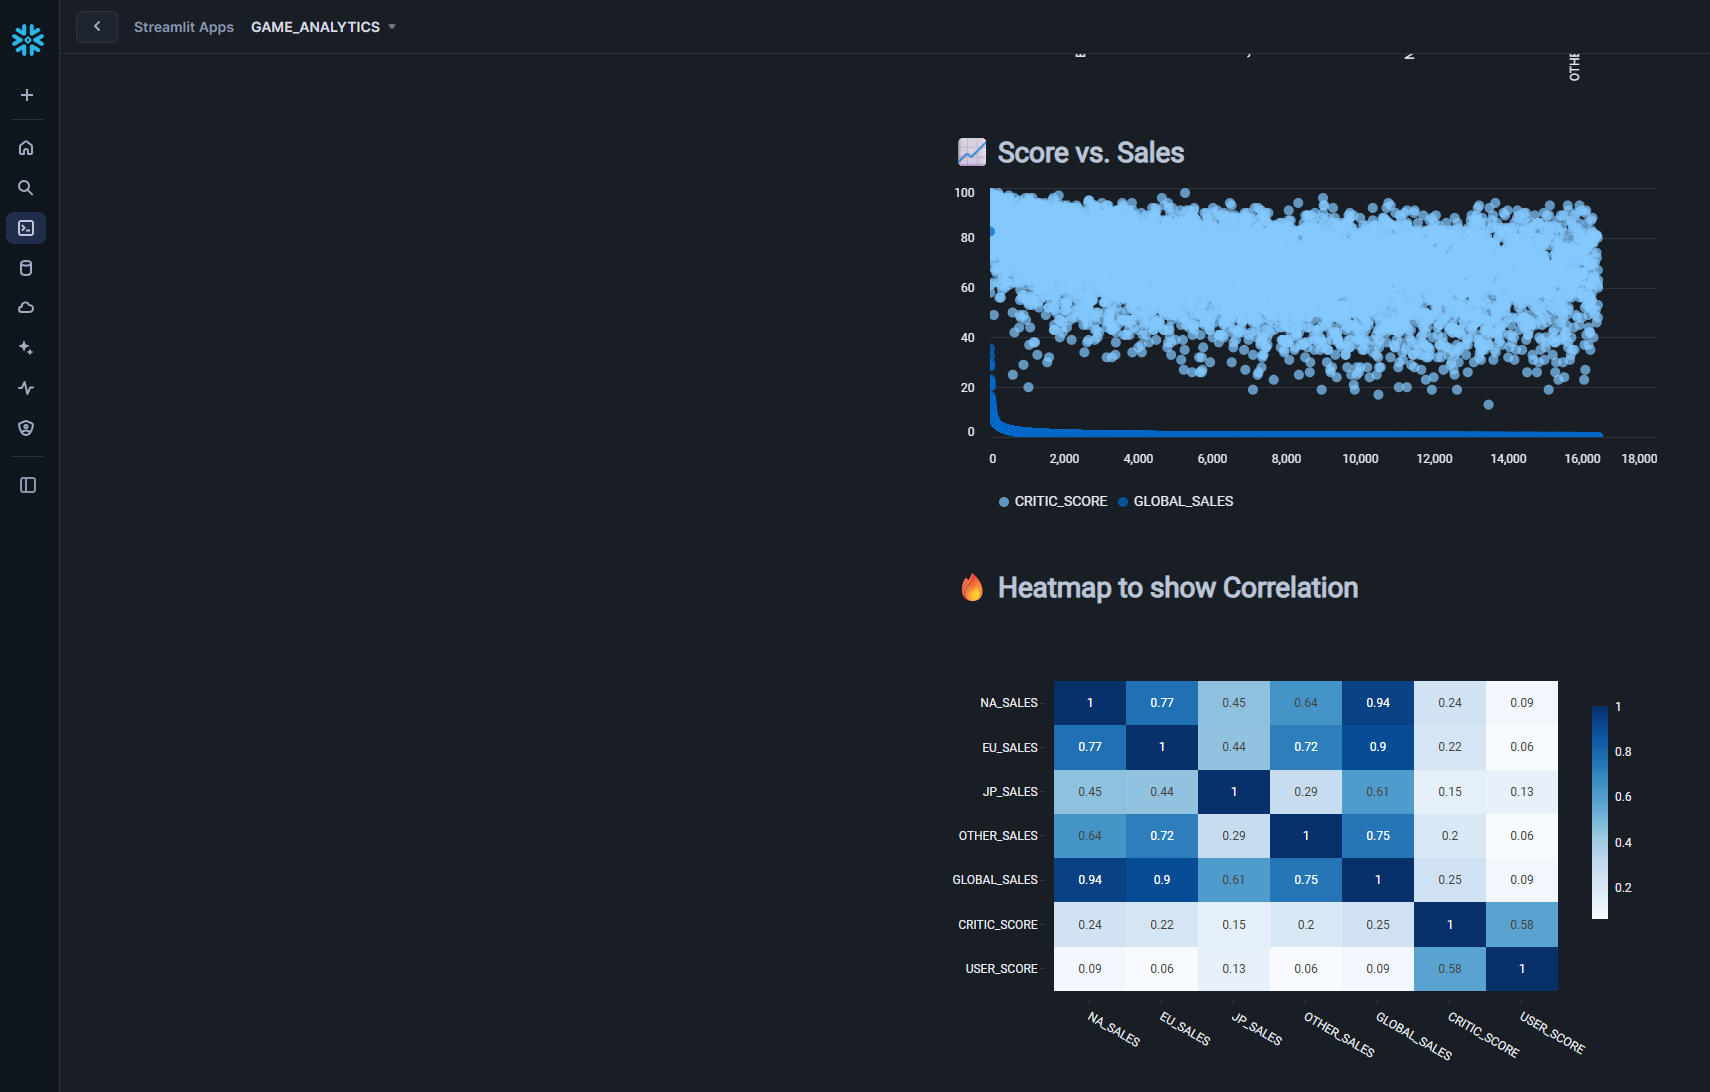 Streamlit Apps GAME_ANALYTICS
OTHE
Score vs. Sales
100
80
60
40
20
0
0 2,000 4,000 6,000 8,000 10,000 12,000 14,000 16,000 18,000
CRITIC_SCORE GLOBAL_SALES
Heatmap to show Correlation
NA_SALES 1 0.77 0.45 0.64 0.94 0.24 0.09
EU_SALES 0.77 1 0.44 0.72 0.9 0.22 0.06
JP_SALES 0.45 0.44 1 0.29 0.61 0.15 0.13
OTHER_SALES 0.64 0.72 0.29 1 0.75 0.2 0.06
GLOBAL_SALES 0.94 0.9 0.61 0.75 1 0.25 0.09
CRITIC_SCORE 0.24 0.22 0.15 0.2 0.25 1 0.58
USER_SCORE 0.09 0.06 0.13 0.06 0.09 0.58 1
NA_SALES EU_SALES JP_SALES OTHER_SALES GLOBAL_SALES CRITIC_SCORE USER_SCORE
1
0.8
0.6
0.4
0.2